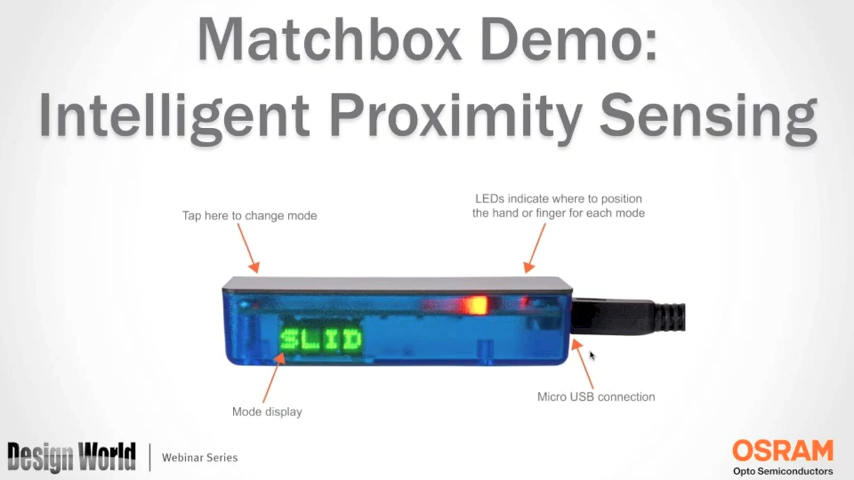 Matchbox Demo:
Intelligent Proximity Sensing
LEDs indicate where to position
the hand or finger for each mode
Tap here to change mode
SLID
Micro USB connection
Mode display
Design World
Webinar Series
OSRAM
Opto Semiconductors